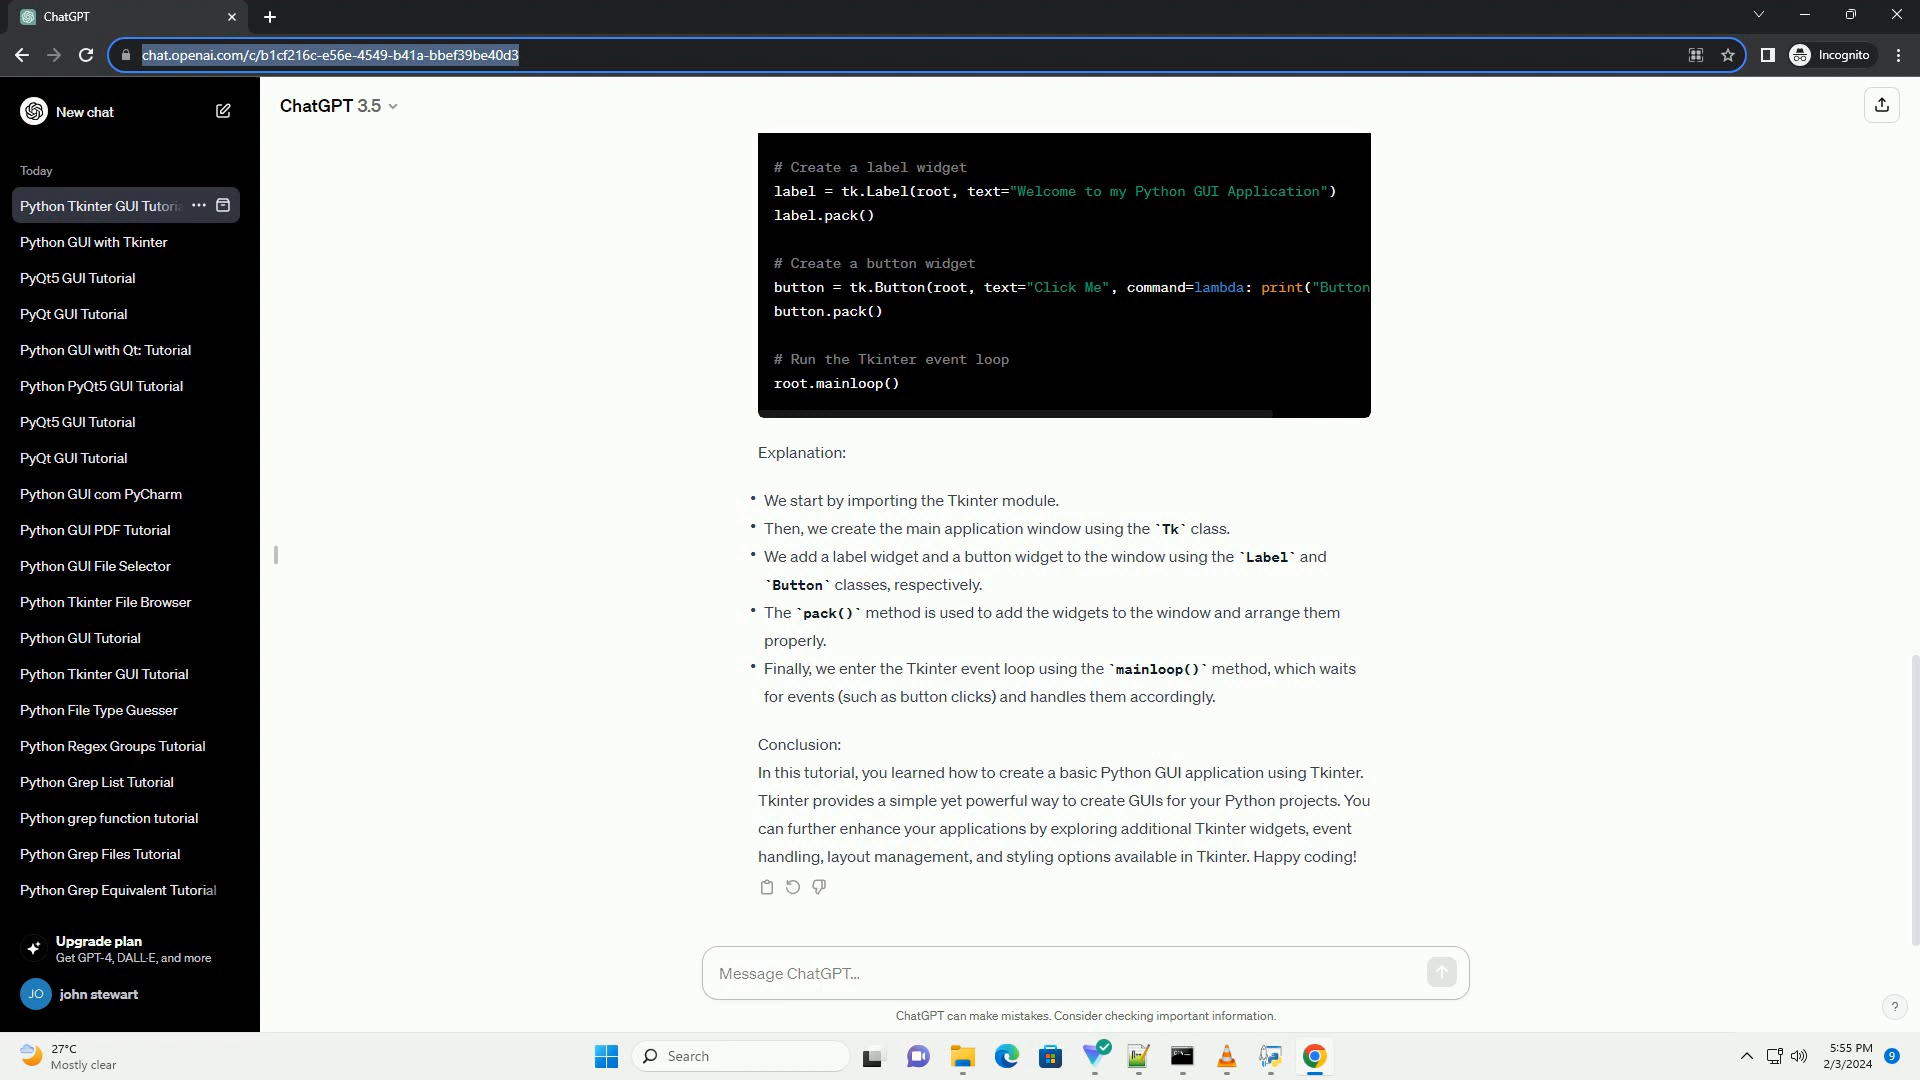 ChatGPT
chat.openai.com/c/b1cf216c-e56e-4549-b41a-bbef39be40d3
Incognito
New chat
ChatGPT 3.5
Today
Python Tkinter GUI Tutoria
Python GUI with Tkinter
PyQt5 GUI Tutorial
PyQt GUI Tutorial
Python GUI with Qt: Tutorial
Python PyQt5 GUI Tutorial
PyQt5 GUI Tutorial
PyQt GUI Tutorial
Python GUI com PyCharm
Python GUI PDF Tutorial
Python GUI File Selector
Python Tkinter File Browser
Python GUI Tutorial
Python Tkinter GUI Tutorial
Python File Type Guesser
Python Regex Groups Tutorial
Python Grep List Tutorial
Python grep function tutorial
Python Grep Files Tutorial
Python Grep Equivalent Tutorial
Upgrade plan
Get GPT-4, DALL·E, and more
JO john stewart
# Create a label widget
label = tk.Label(root, text="Welcome to my Python GUI Application")
label.pack()
# Create a button widget
button = tk.Button(root, text="Click Me", command=lambda: print("Button
button.pack()
# Run the Tkinter event loop
root.mainloop()
Explanation:
• We start by importing the Tkinter module.
• Then, we create the main application window using the `Tk` class.
• We add a label widget and a button widget to the window using the `Label` and
`Button` classes, respectively.
• The `pack()` method is used to add the widgets to the window and arrange them
properly.
• Finally, we enter the Tkinter event loop using the `mainloop()` method, which waits
for events (such as button clicks) and handles them accordingly.
Conclusion:
In this tutorial, you learned how to create a basic Python GUI application using Tkinter.
Tkinter provides a simple yet powerful way to create GUIs for your Python projects. You
can further enhance your applications by exploring additional Tkinter widgets, event
handling, layout management, and styling options available in Tkinter. Happy coding!
Message ChatGPT...
ChatGPT can make mistakes. Consider checking important information.
?
27°C
Mostly clear
Search
5:55 PM
2/3/2024
9